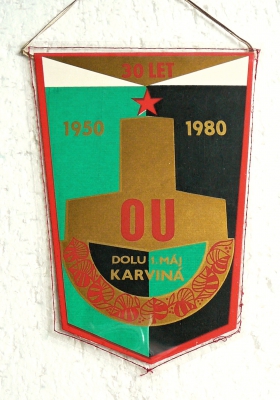 30 LET
1950 1980
OU
DOLU 1. MÁJ
KARVINÁ